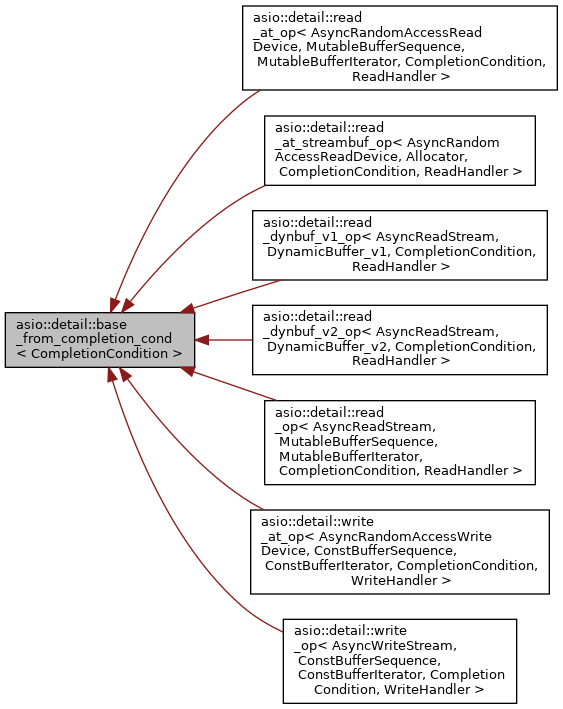 asio::detail::read
_at_op< AsyncRandomAccessRead
Device, MutableBufferSequence,
MutableBufferIterator, CompletionCondition,
ReadHandler >
asio::detail::read
_at_streambuf_op< AsyncRandom
AccessReadDevice, Allocator,
CompletionCondition, ReadHandler >
asio::detail::read
_dynbuf_v1_op< AsyncReadStream,
DynamicBuffer_v1, CompletionCondition,
ReadHandler >
asio::detail::base
_from_completion_cond
< CompletionCondition >
asio::detail::read
_dynbuf_v2_op< AsyncReadStream,
DynamicBuffer_v2, CompletionCondition,
ReadHandler >
asio::detail::read
_op< AsyncReadStream,
MutableBufferSequence,
MutableBufferIterator,
CompletionCondition, ReadHandler >
asio::detail::write
_at_op< AsyncRandomAccessWrite
Device, ConstBufferSequence,
ConstBufferIterator, CompletionCondition,
WriteHandler >
asio::detail::write
_op< AsyncWriteStream,
ConstBufferSequence,
ConstBufferIterator, Completion
Condition, WriteHandler >